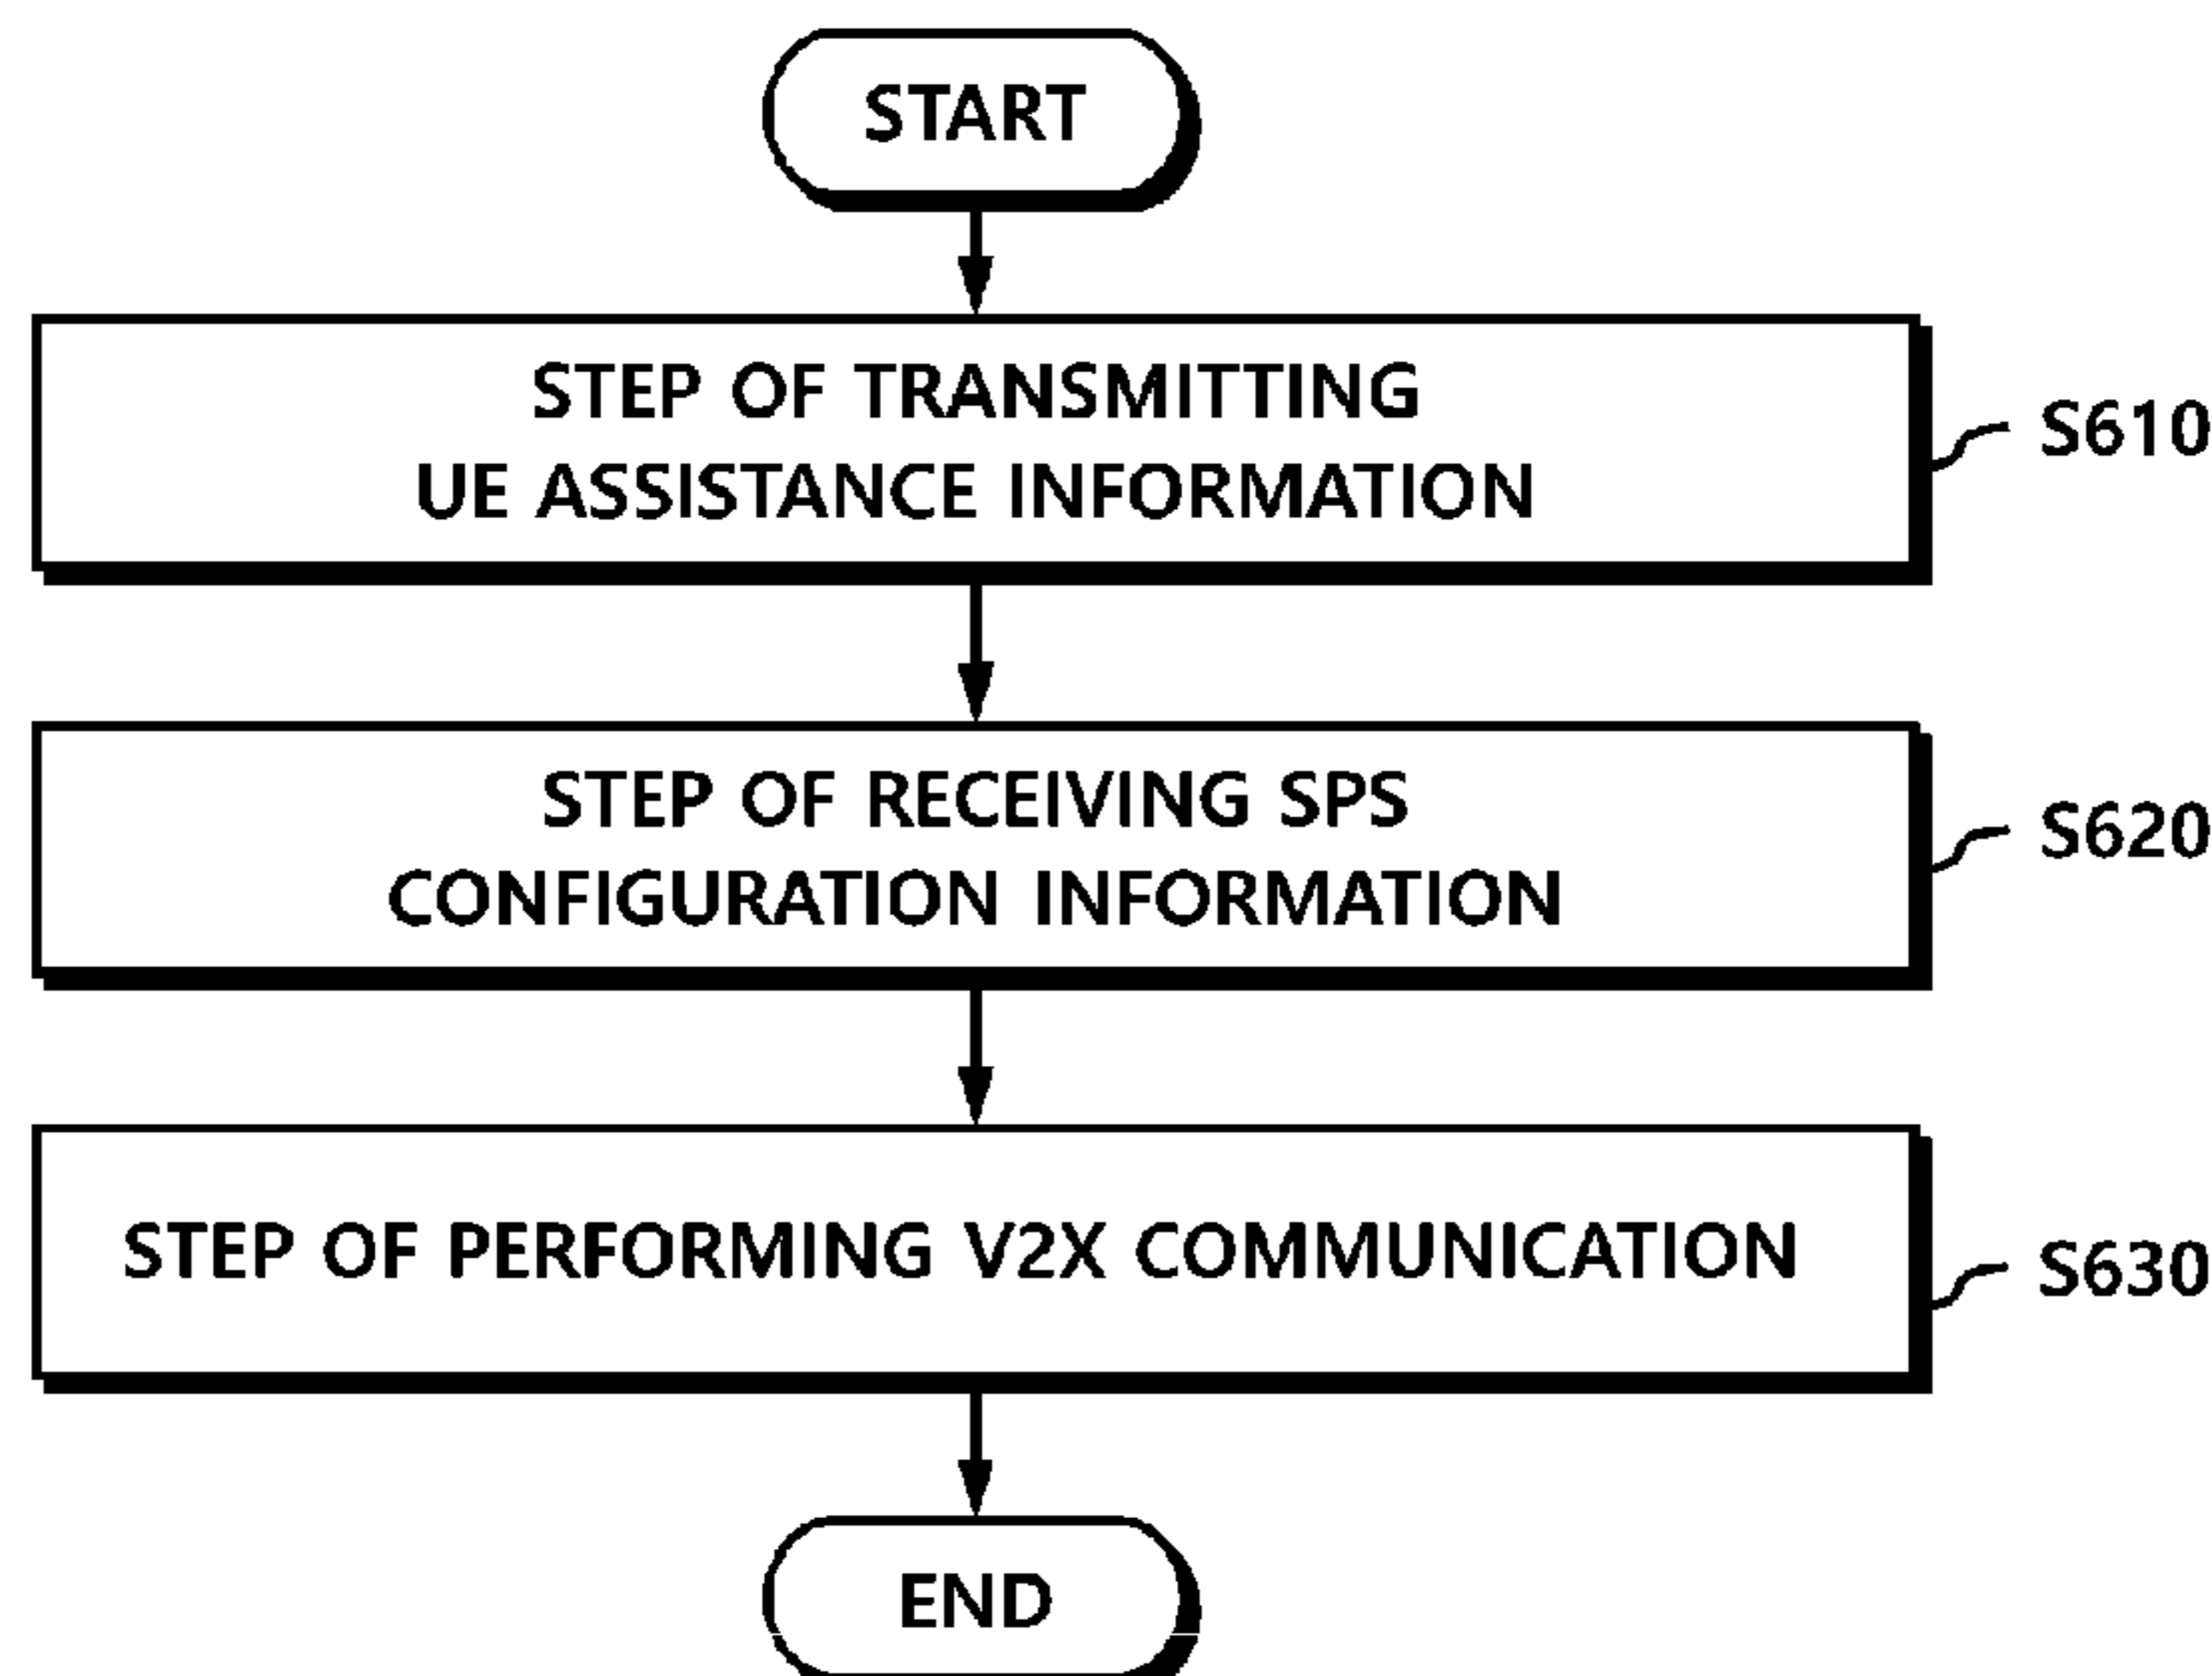 START
STEP OF TRANSMITTING
UE ASSISTANCE INFORMATION
S610
STEP OF RECEIVING SPS
CONFIGURATION INFORMATION
S620
STEP OF PERFORMING V2X COMMUNICATION
S630
END